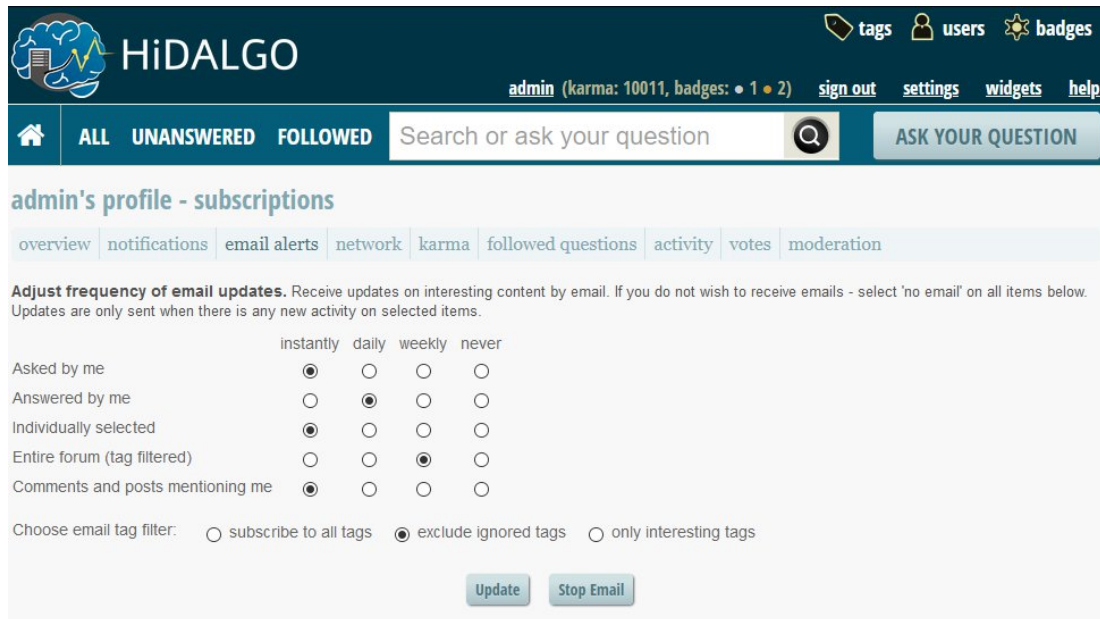 HiDALGO
tags users badges
admin (karma: 10011, badges: ● 1 ● 2) sign out settings widgets help
ALL UNANSWERED FOLLOWED Search or ask your question ASK YOUR QUESTION
admin's profile - subscriptions
overview notifications email alerts network karma followed questions activity votes moderation
Adjust frequency of email updates. Receive updates on interesting content by email. If you do not wish to receive emails - select 'no email' on all items below.
Updates are only sent when there is any new activity on selected items.
instantly daily weekly never
Asked by me
Answered by me
Individually selected
Entire forum (tag filtered)
Comments and posts mentioning me
Choose email tag filter: subscribe to all tags exclude ignored tags only interesting tags
Update Stop Email